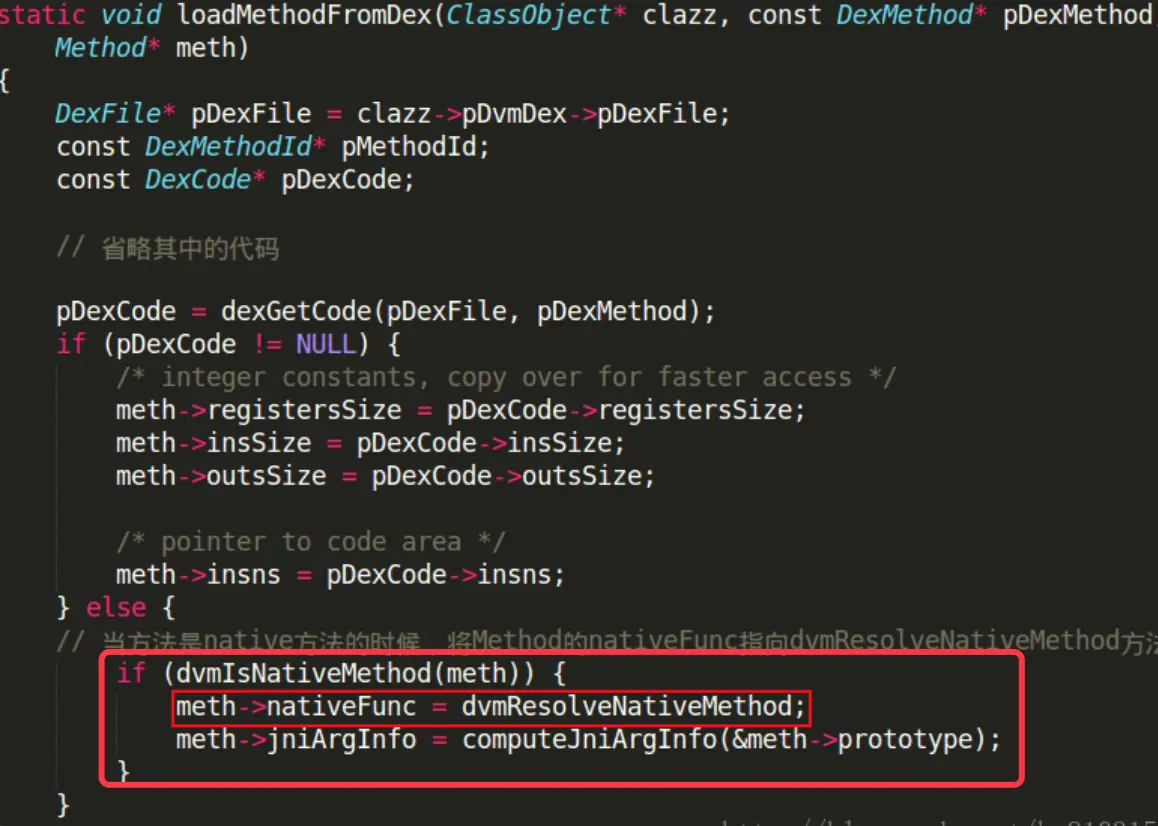 static void loadMethodFromDex(ClassObject* clazz, const DexMethod* pDexMethod
    Method* meth)
{
    DexFile* pDexFile = clazz->pDvmDex->pDexFile;
    const DexMethodId* pMethodId;
    const DexCode* pDexCode;
    // 省略其中的代码
    pDexCode = dexGetCode(pDexFile, pDexMethod);
    if (pDexCode != NULL) {
        /* integer constants, copy over for faster access */
        meth->registersSize = pDexCode->registersSize;
        meth->insSize = pDexCode->insSize;
        meth->outsSize = pDexCode->outsSize;
        /* pointer to code area */
        meth->insns = pDexCode->insns;
    } else {
    // 当方法是native方法的时候 将Method的nativeFunc指向dvmResolveNativeMethod方法
        if (dvmIsNativeMethod(meth)) {
            meth->nativeFunc = dvmResolveNativeMethod;
            meth->jniArgInfo = computeJniArgInfo(&meth->prototype);
        }
    }